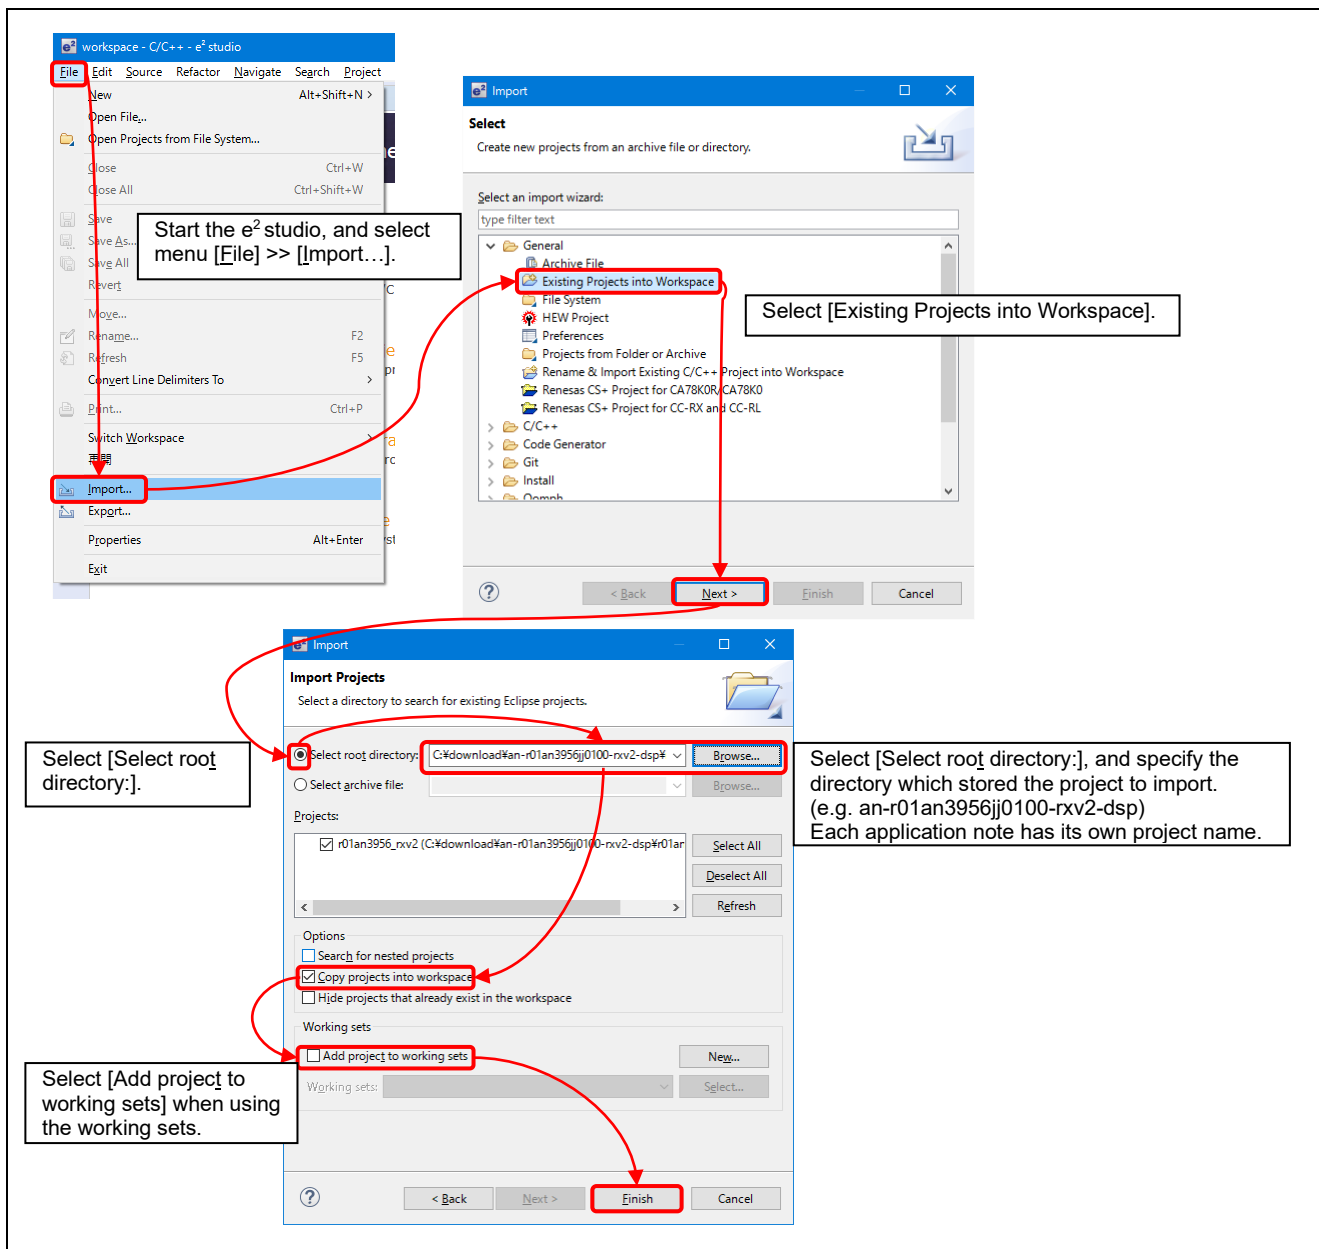 workspace - C/C++ - e² studio
File Edit Source Refactor Navigate Search Project
New Alt+Shift+N >
Open File...
Open Projects from File System...
Close Ctrl+W
Close All Ctrl+Shift+W
Save
Save As...
Save All
Revert
Move...
Rename... F2
Refresh F5
Convert Line Delimiters To >
Print... Ctrl+P
Switch Workspace >
再開
Import...
Export...
Properties Alt+Enter
Exit
Start the e² studio, and select
menu [File] >> [Import…].
Import
Select
Create new projects from an archive file or directory.
Select an import wizard:
type filter text
General
Archive File
Existing Projects into Workspace
File System
HEW Project
Preferences
Projects from Folder or Archive
Rename & Import Existing C/C++ Project into Workspace
Renesas CS+ Project for CA78K0R/CA78K0
Renesas CS+ Project for CC-RX and CC-RL
> C/C++
> Code Generator
> Git
> Install
> Oomph
? < Back Next > Finish Cancel
Select [Existing Projects into Workspace].
Import
Import Projects
Select a directory to search for existing Eclipse projects.
Select root directory: C:¥download¥an-r01an3956jj0100-rxv2-dsp¥ Browse...
Select archive file: Browse...
Projects:
r01an3956_rxv2 (C:¥download¥an-r01an3956jj0100-rxv2-dsp¥r01an Select All
Deselect All
Refresh
Options
Search for nested projects
Copy projects into workspace
Hide projects that already exist in the workspace
Working sets
Add project to working sets New...
Working sets: Select...
? < Back Next > Finish Cancel
Select [Select root
directory:].
Select [Select root directory:], and specify the
directory which stored the project to import.
(e.g. an-r01an3956jj0100-rxv2-dsp)
Each application note has its own project name.
Select [Add project to
working sets] when using
the working sets.